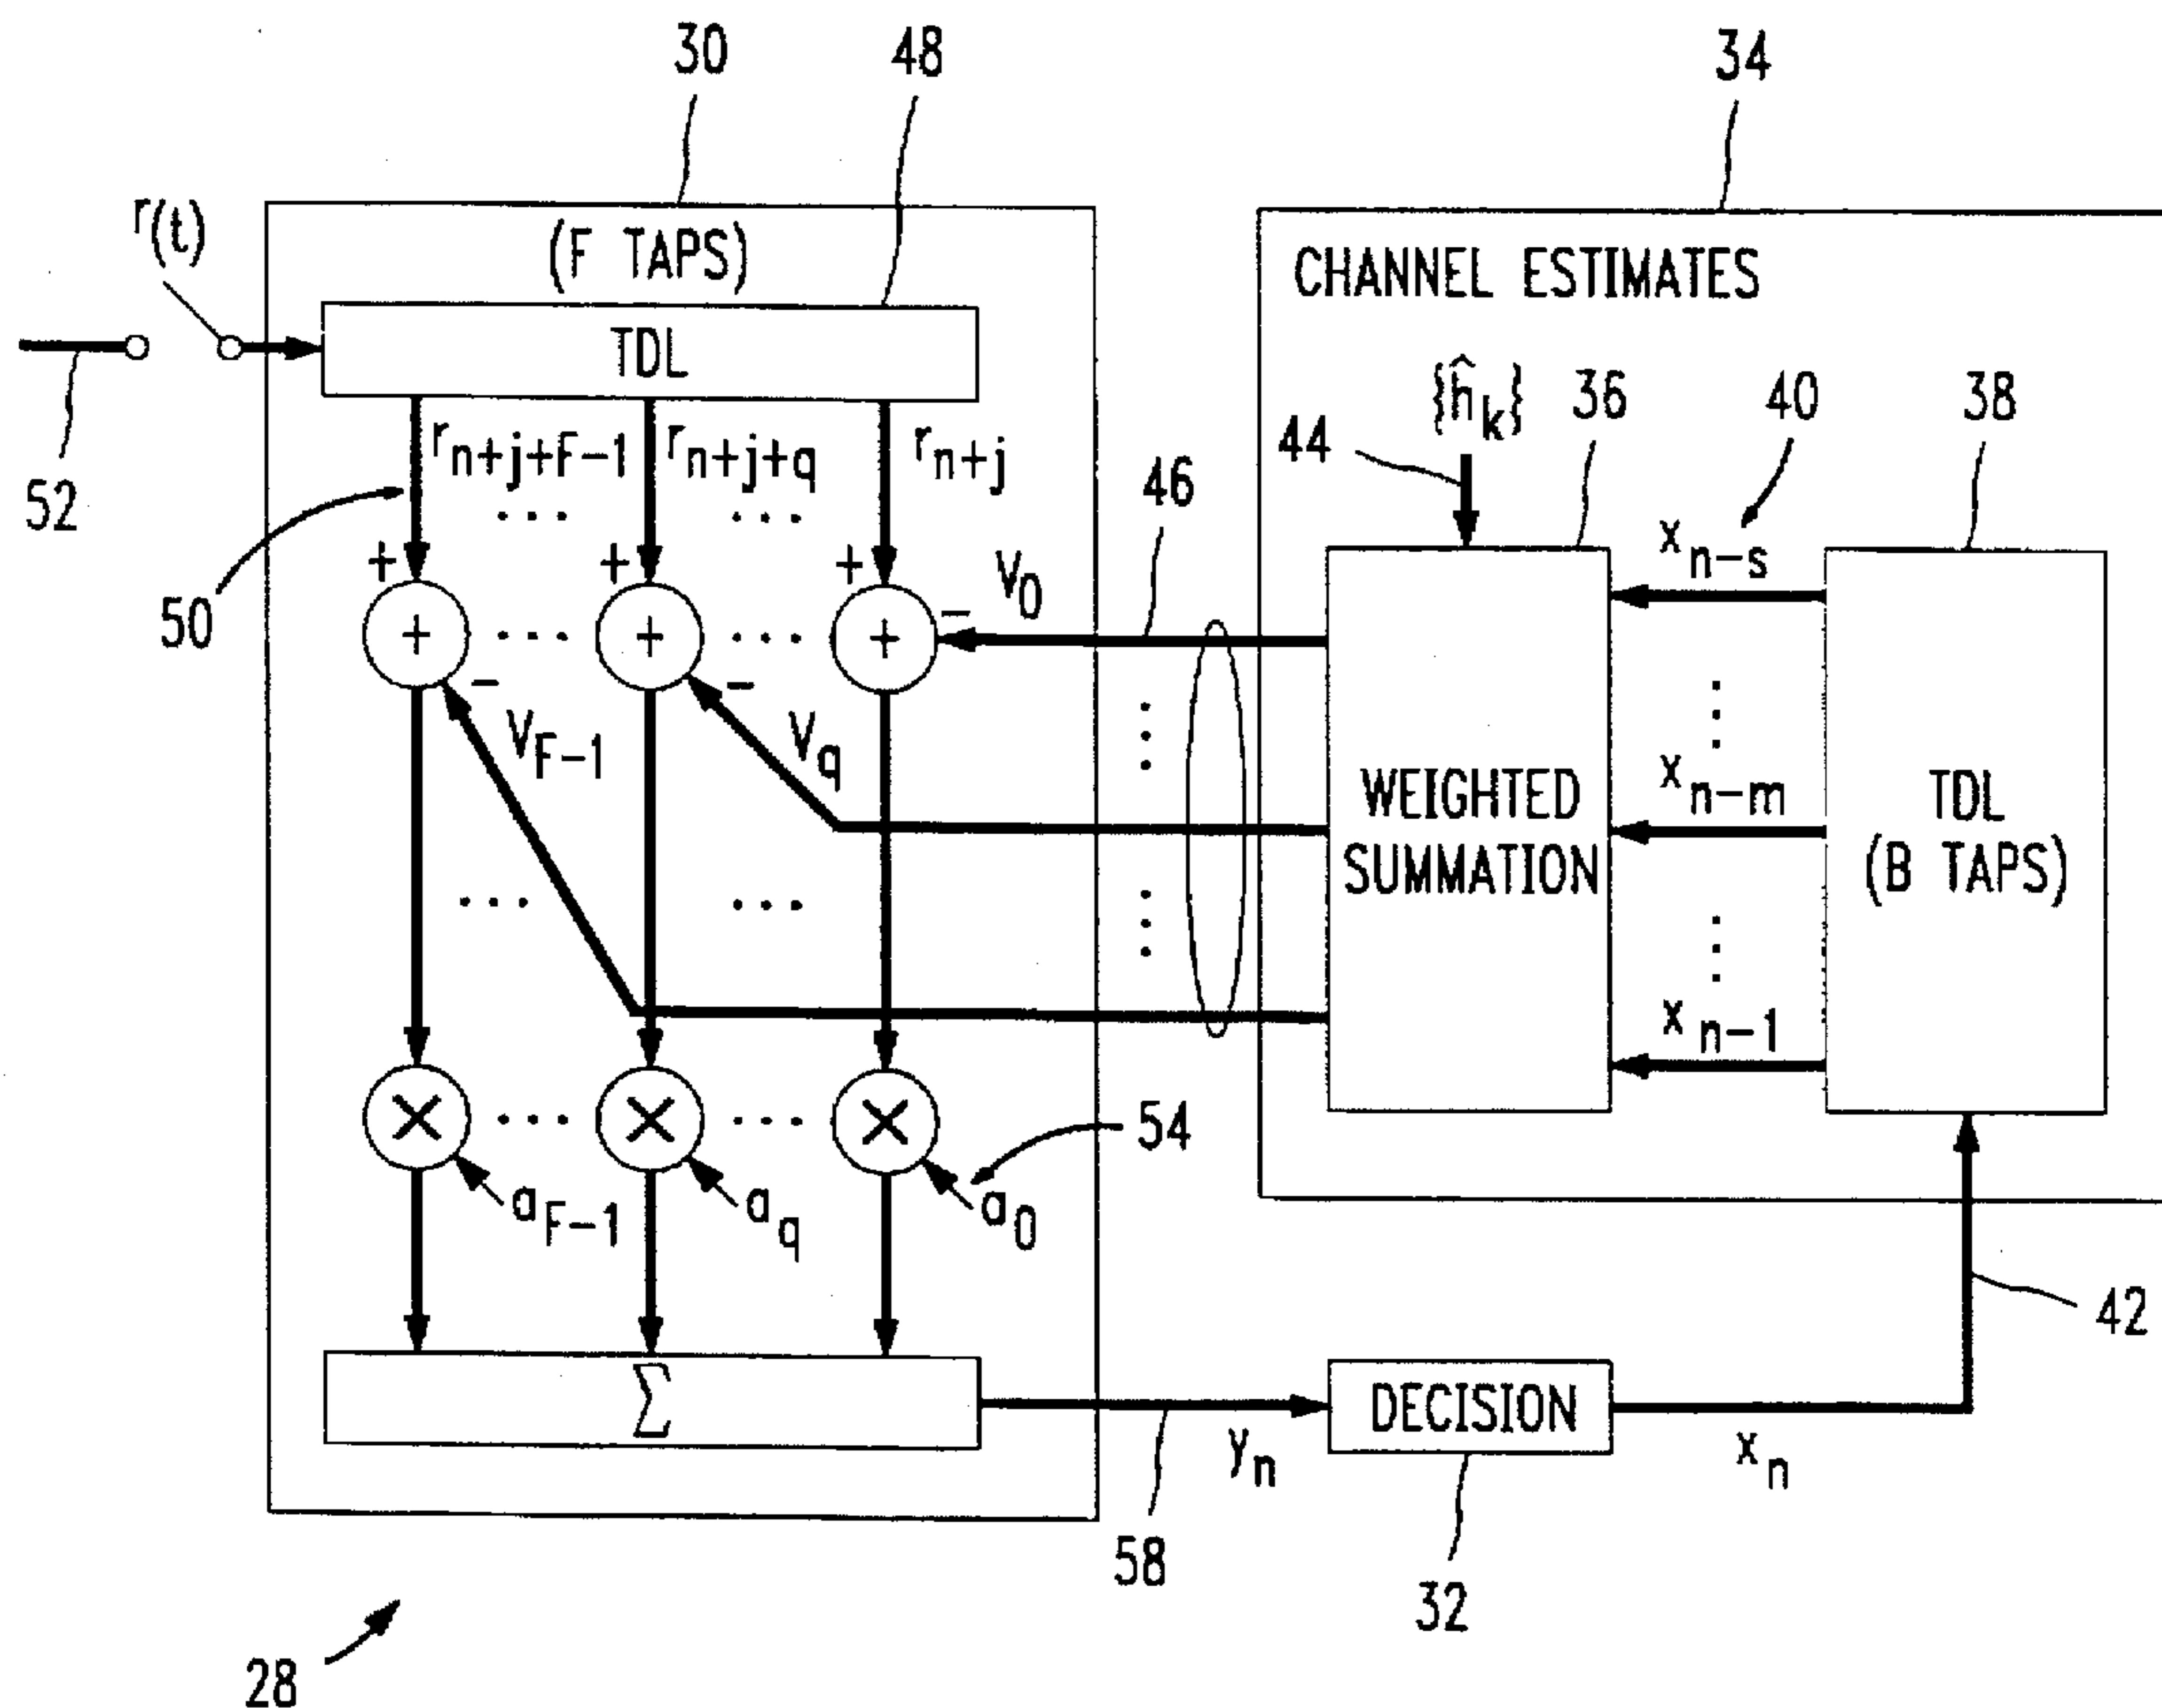 30
48
34
r(t)
(F TAPS)
CHANNEL ESTIMATES
TDL
{ĥk}
36
40
38
44
52
rn+j+F-1
rn+j+q
rn+j
46
50
+
+
+
V0
xn-s
+
+
+
-
-
-
VF-1
Vq
WEIGHTED
SUMMATION
xn-m
TDL
(B TAPS)
xn-1
×
×
×
54
aF-1
aq
a0
42
Σ
DECISION
yn
xn
58
32
28